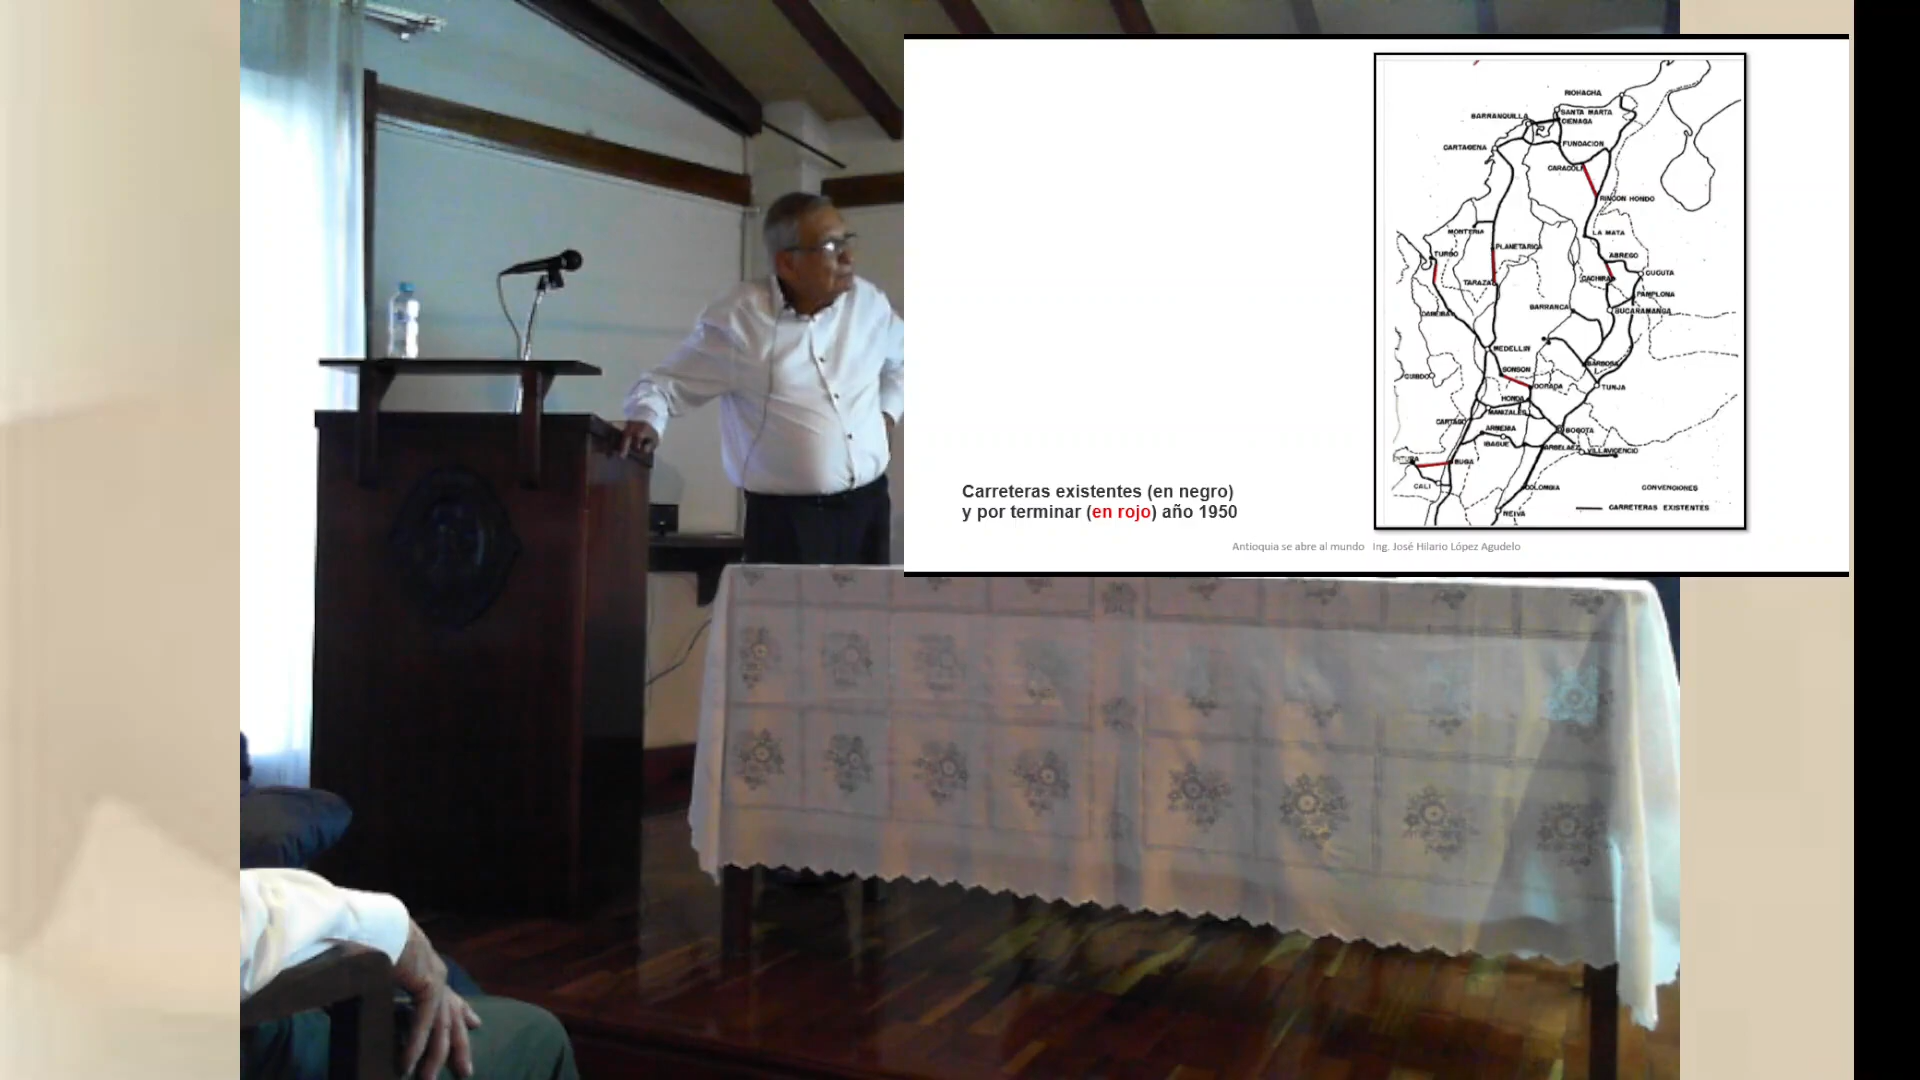 RIOHACHA
SANTA MARTA
BARRANQUILLA
CIENAGA
CARTAGENA
FUNDACION
CARACOLI
RINCON HONDO
MONTERIA
LA MATA
PLANETARICA
TURBO
ABREGO
CACHIRA
CUCUTA
TARAZA
PAMPLONA
BARRANCA
BUCARAMANGA
MEDELLIN
BARBOSA
SONSON
QUIBDO
DORADA
TUNJA
HONDA
MANIZALES
CARTAGO
ARMENIA
BOGOTA
IBAGUE
ARBELAEZ
VILLAVICENCIO
BUGA
CALI
COLOMBIA
CONVENCIONES
CARRETERAS EXISTENTES
NEIVA
Carreteras existentes (en negro)
y por terminar (en rojo) año 1950
Antioquia se abre al mundo Ing. José Hilario López Agudelo